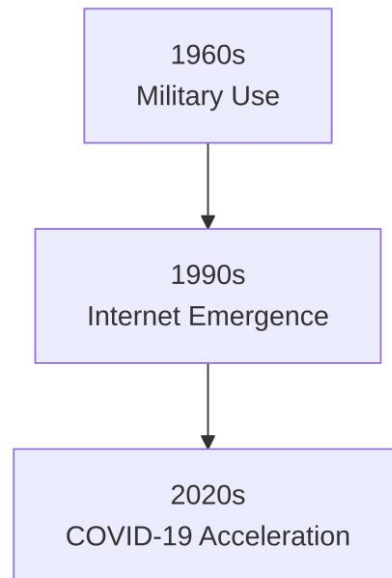 1960s
Military Use
1990s
Internet Emergence
2020s
COVID-19 Acceleration